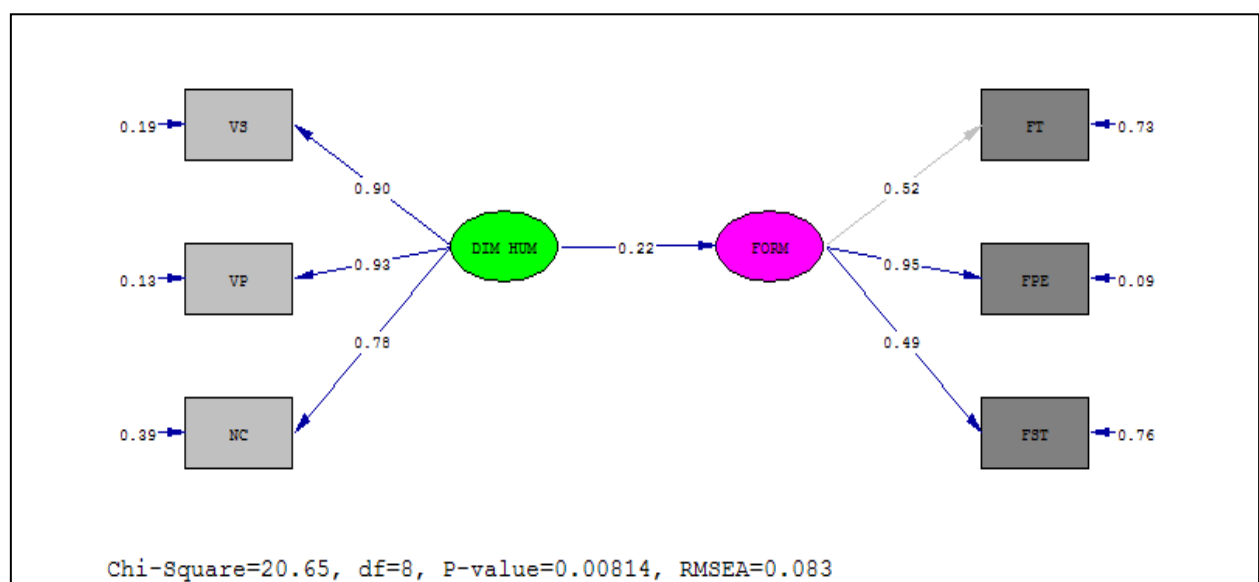 0.19 VS FT 0.73
0.90 0.52
DIM HUM 0.22 FORM
0.13 VP 0.93 0.95 FPE 0.09
0.78 0.49
0.39 NC FST 0.76
Chi-Square=20.65, df=8, P-value=0.00814, RMSEA=0.083